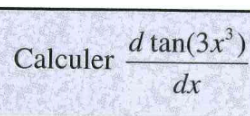 Calculer d tan(3x³)
dx